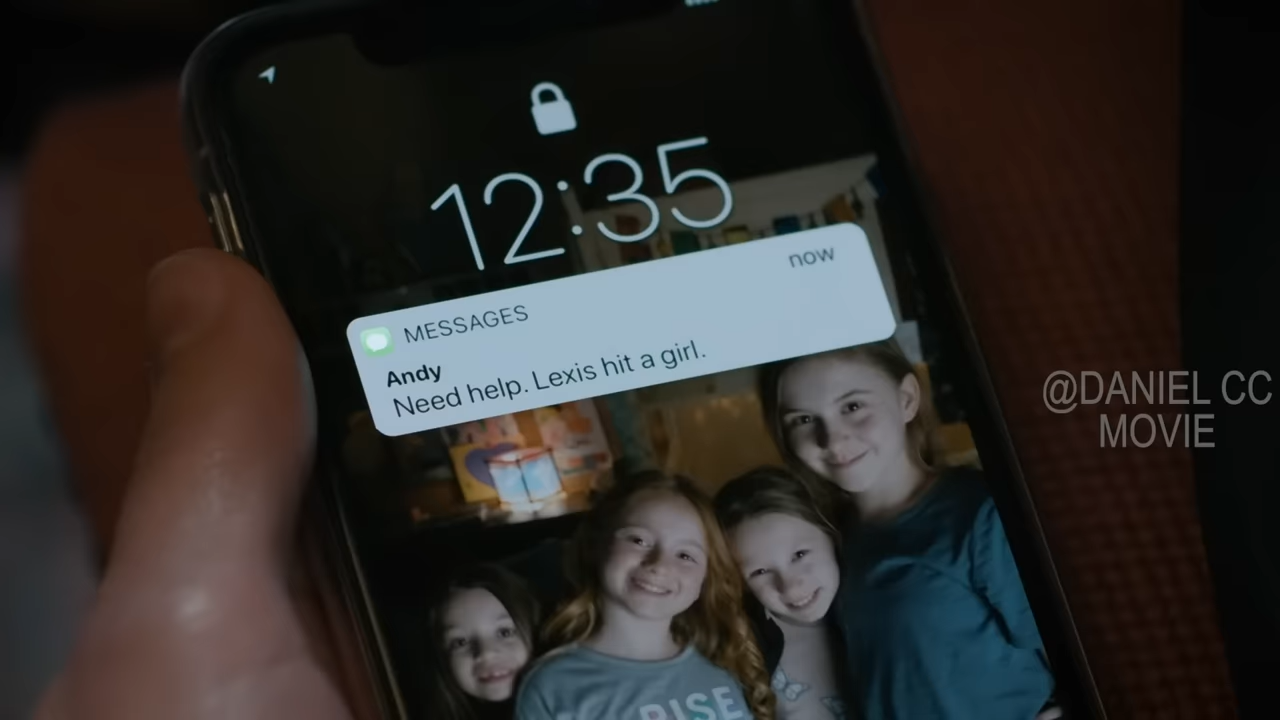 12:35
now
MESSAGES
Andy
Need help. Lexis hit a girl.
@DANIEL CC
MOVIE
RISE